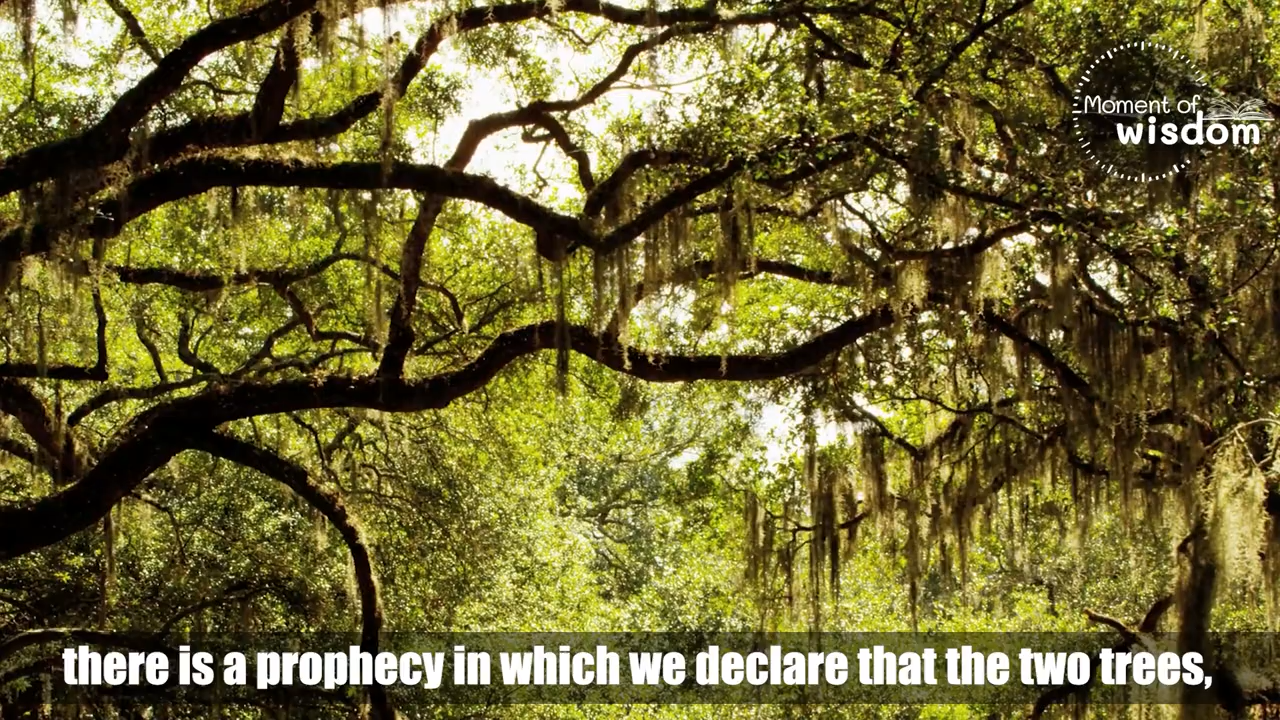 Moment of
wisdom
there is a prophecy in which we declare that the two trees,